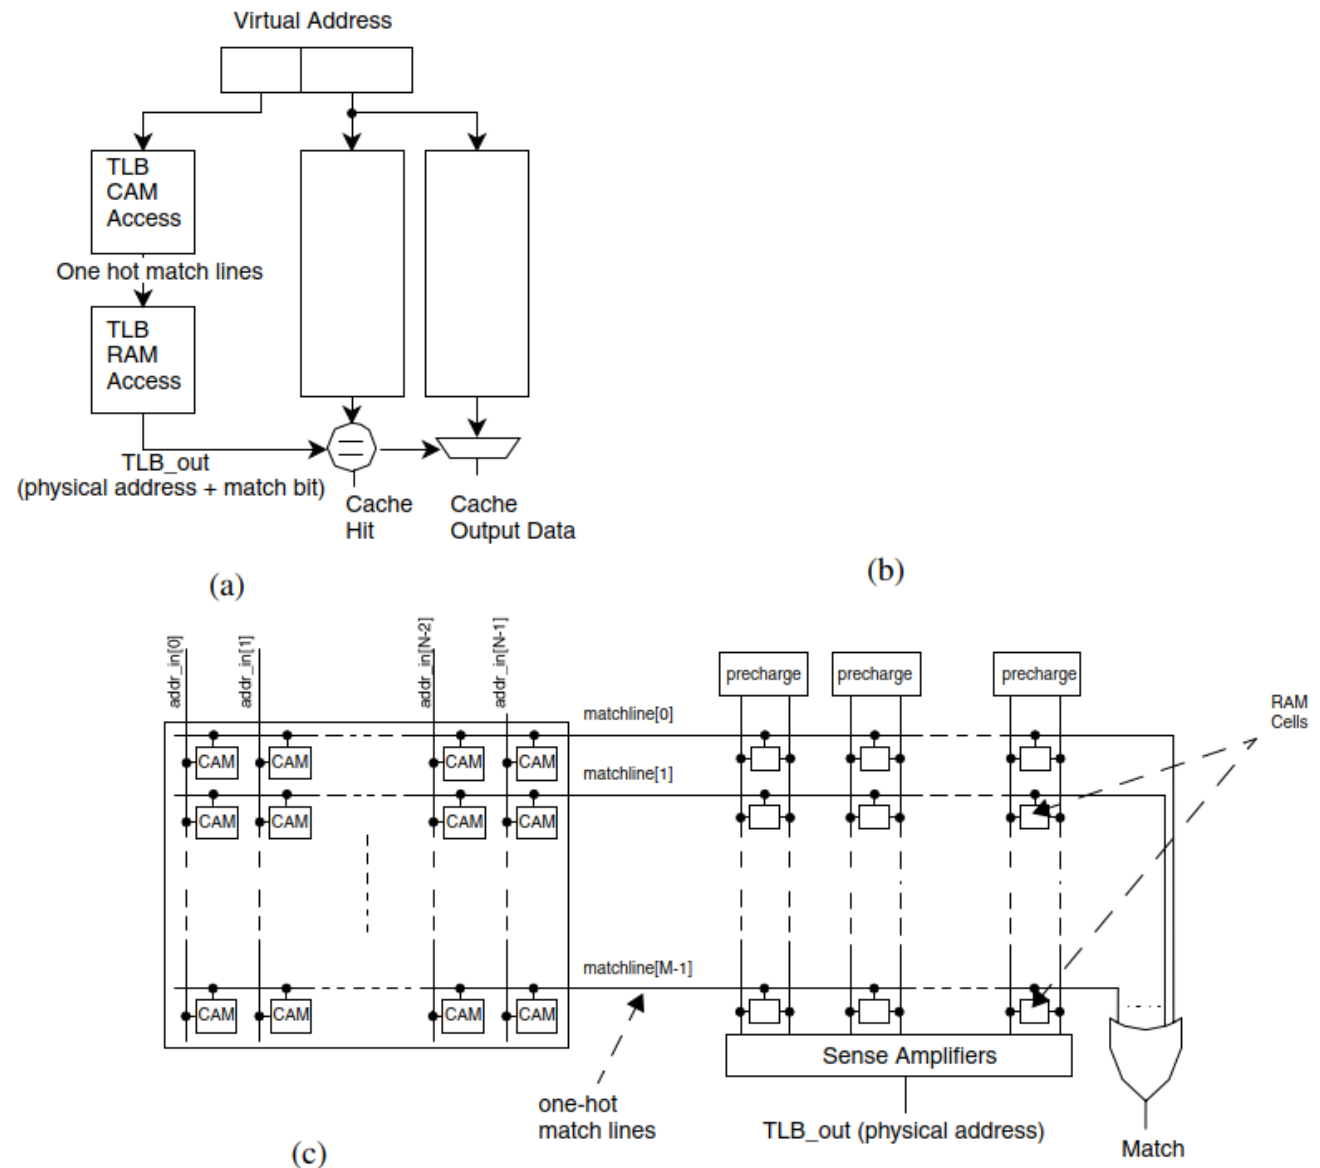 Virtual Address
TLB
CAM
Access
One hot match lines
TLB
RAM
Access
TLB_out
(physical address + match bit)
Cache
Hit
Cache
Output Data
(a)
(b)
addr_in[0]
addr_in[1]
addr_in[N-2]
addr_in[N-1]
precharge
precharge
precharge
RAM
Cells
matchline[0]
CAM
CAM
CAM
CAM
matchline[1]
CAM
CAM
CAM
CAM
matchline[M-1]
CAM
CAM
CAM
CAM
Sense Amplifiers
one-hot
match lines
TLB_out (physical address)
Match
(c)